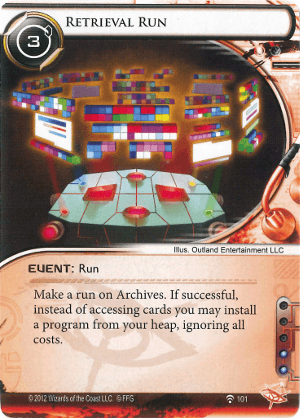 RETRIEVAL RUN
3
Illus. Outland Entertainment LLC
EVENT: Run
Make a run on Archives. If successful,
instead of accessing cards you may install
a program from your heap, ignoring all
costs.
© 2012 Wizards of the Coast LLC © FFG 101